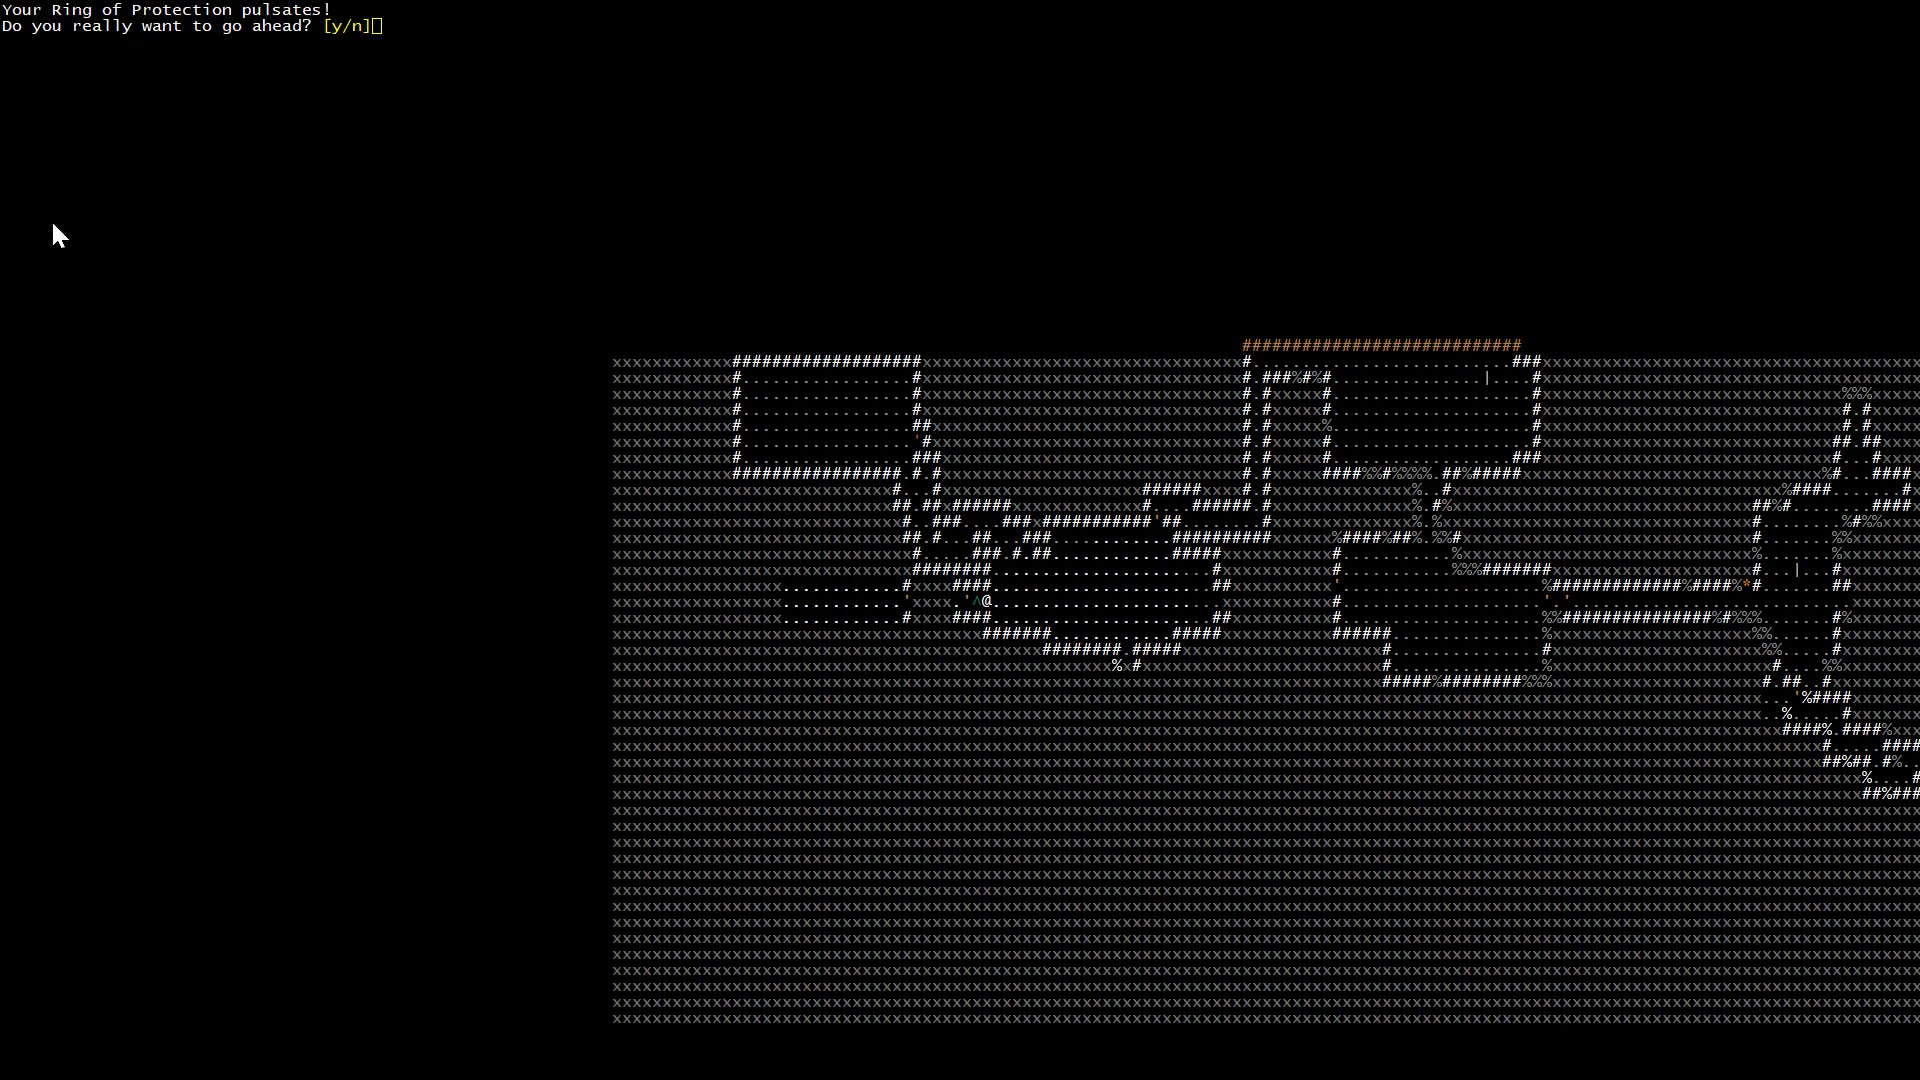 Your Ring of Protection pulsates!
Do you really want to go ahead? [y/n]